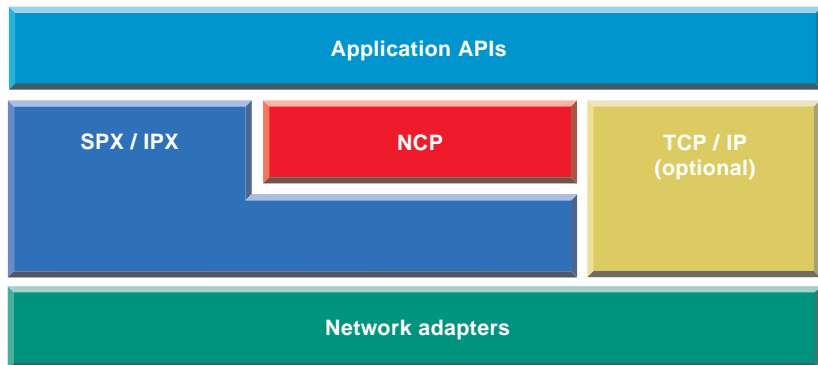 Application APIs
SPX / IPX
NCP
TCP / IP
(optional)
Network adapters